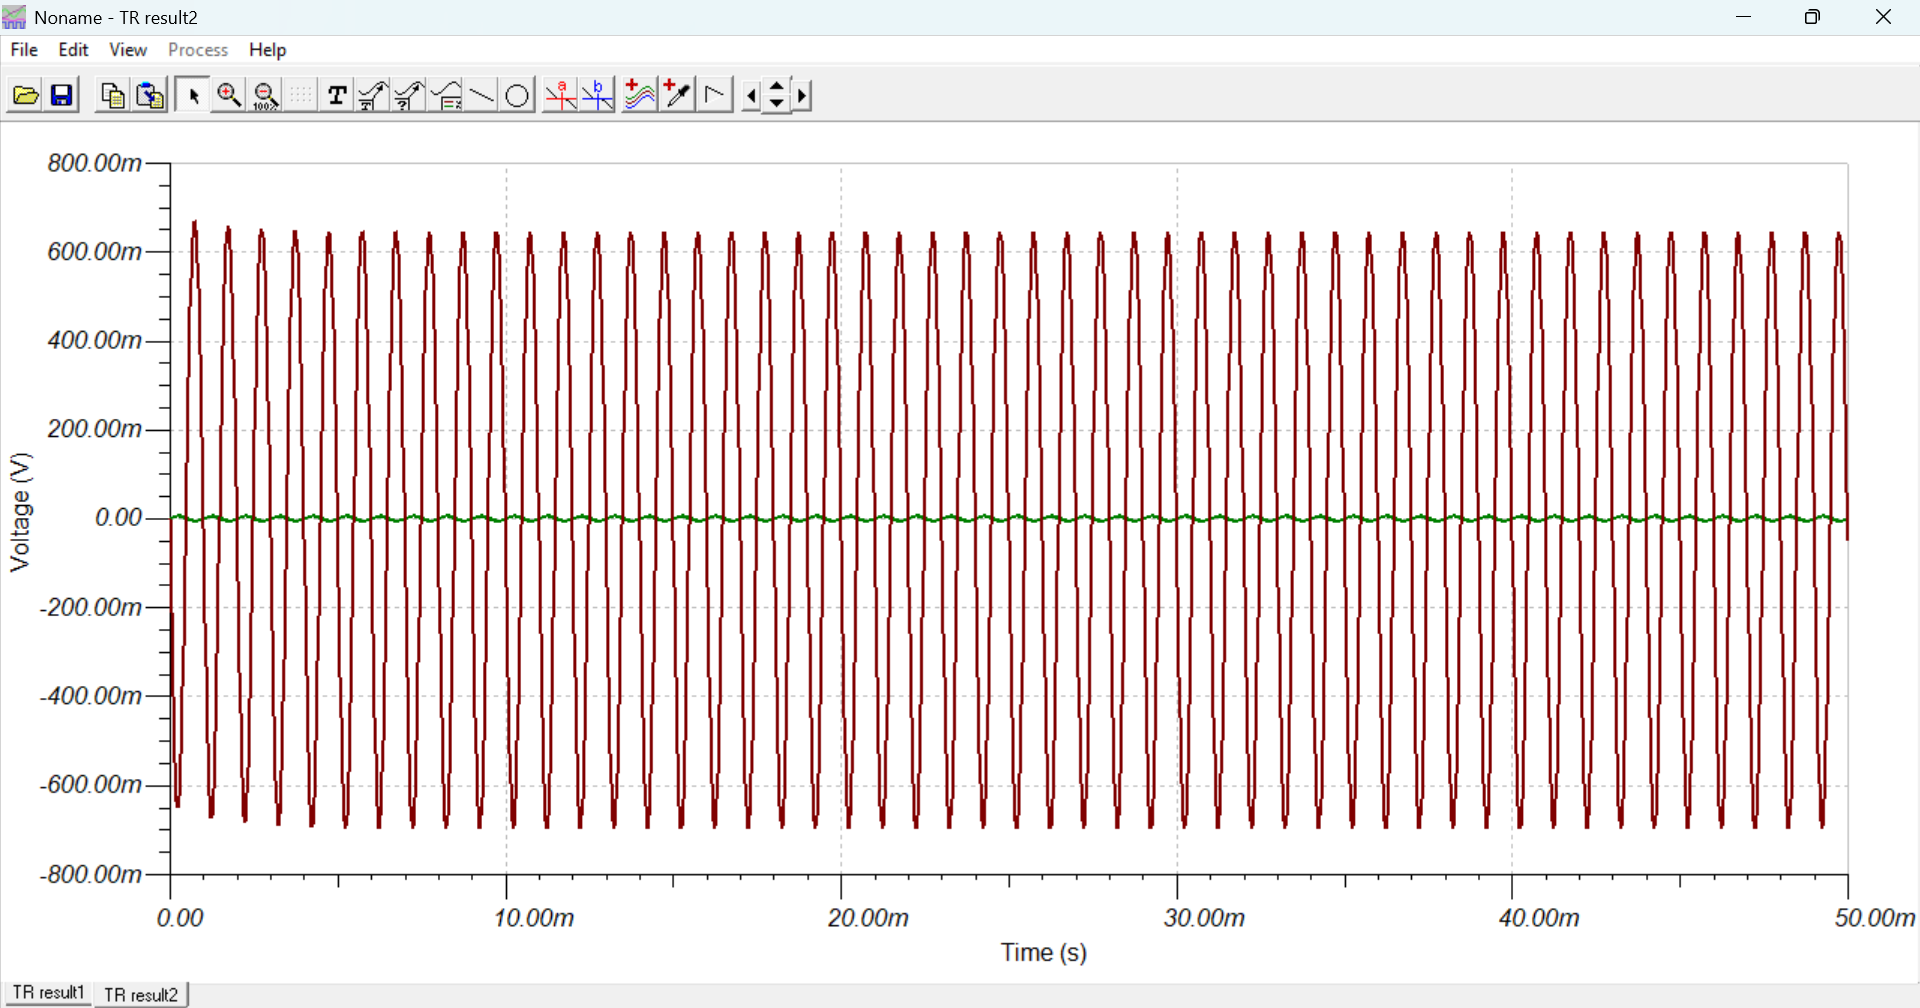 Noname - TR result2
File Edit View Process Help
100%
T
T
?
a
b
800.00m
600.00m
400.00m
200.00m
0.00
-200.00m
-400.00m
-600.00m
-800.00m
Voltage (V)
0.00 10.00m 20.00m 30.00m 40.00m 50.00m
Time (s)
TR result1 TR result2